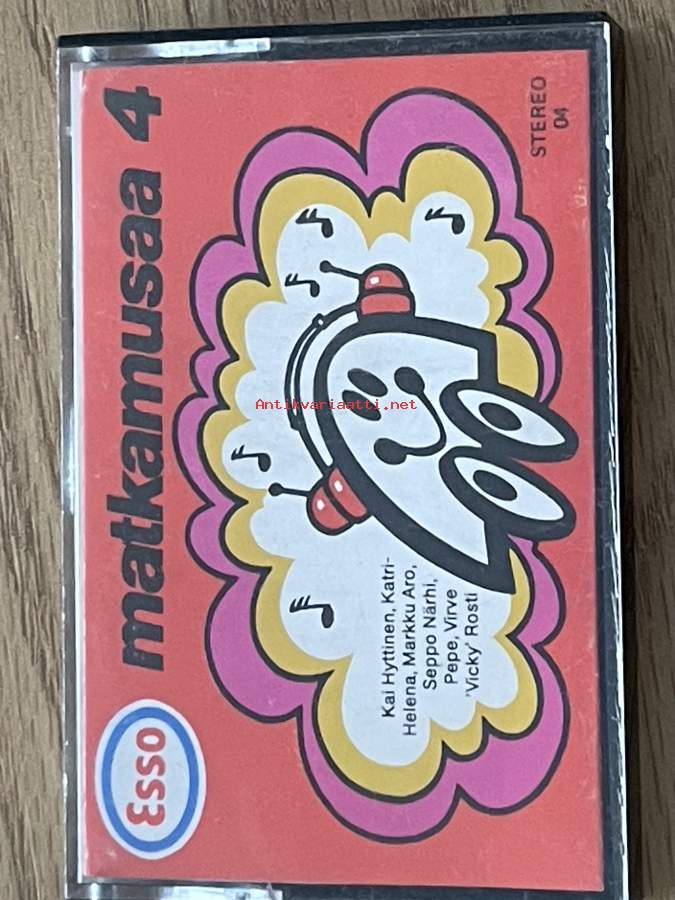 Esso
matkamusaa 4
STEREO
04
Kai Hyttinen, Katri-
Helena, Markku Aro,
Seppo Närhi,
Pepe, Virve
'Vicky' Rosti
Antikvariaatti.net